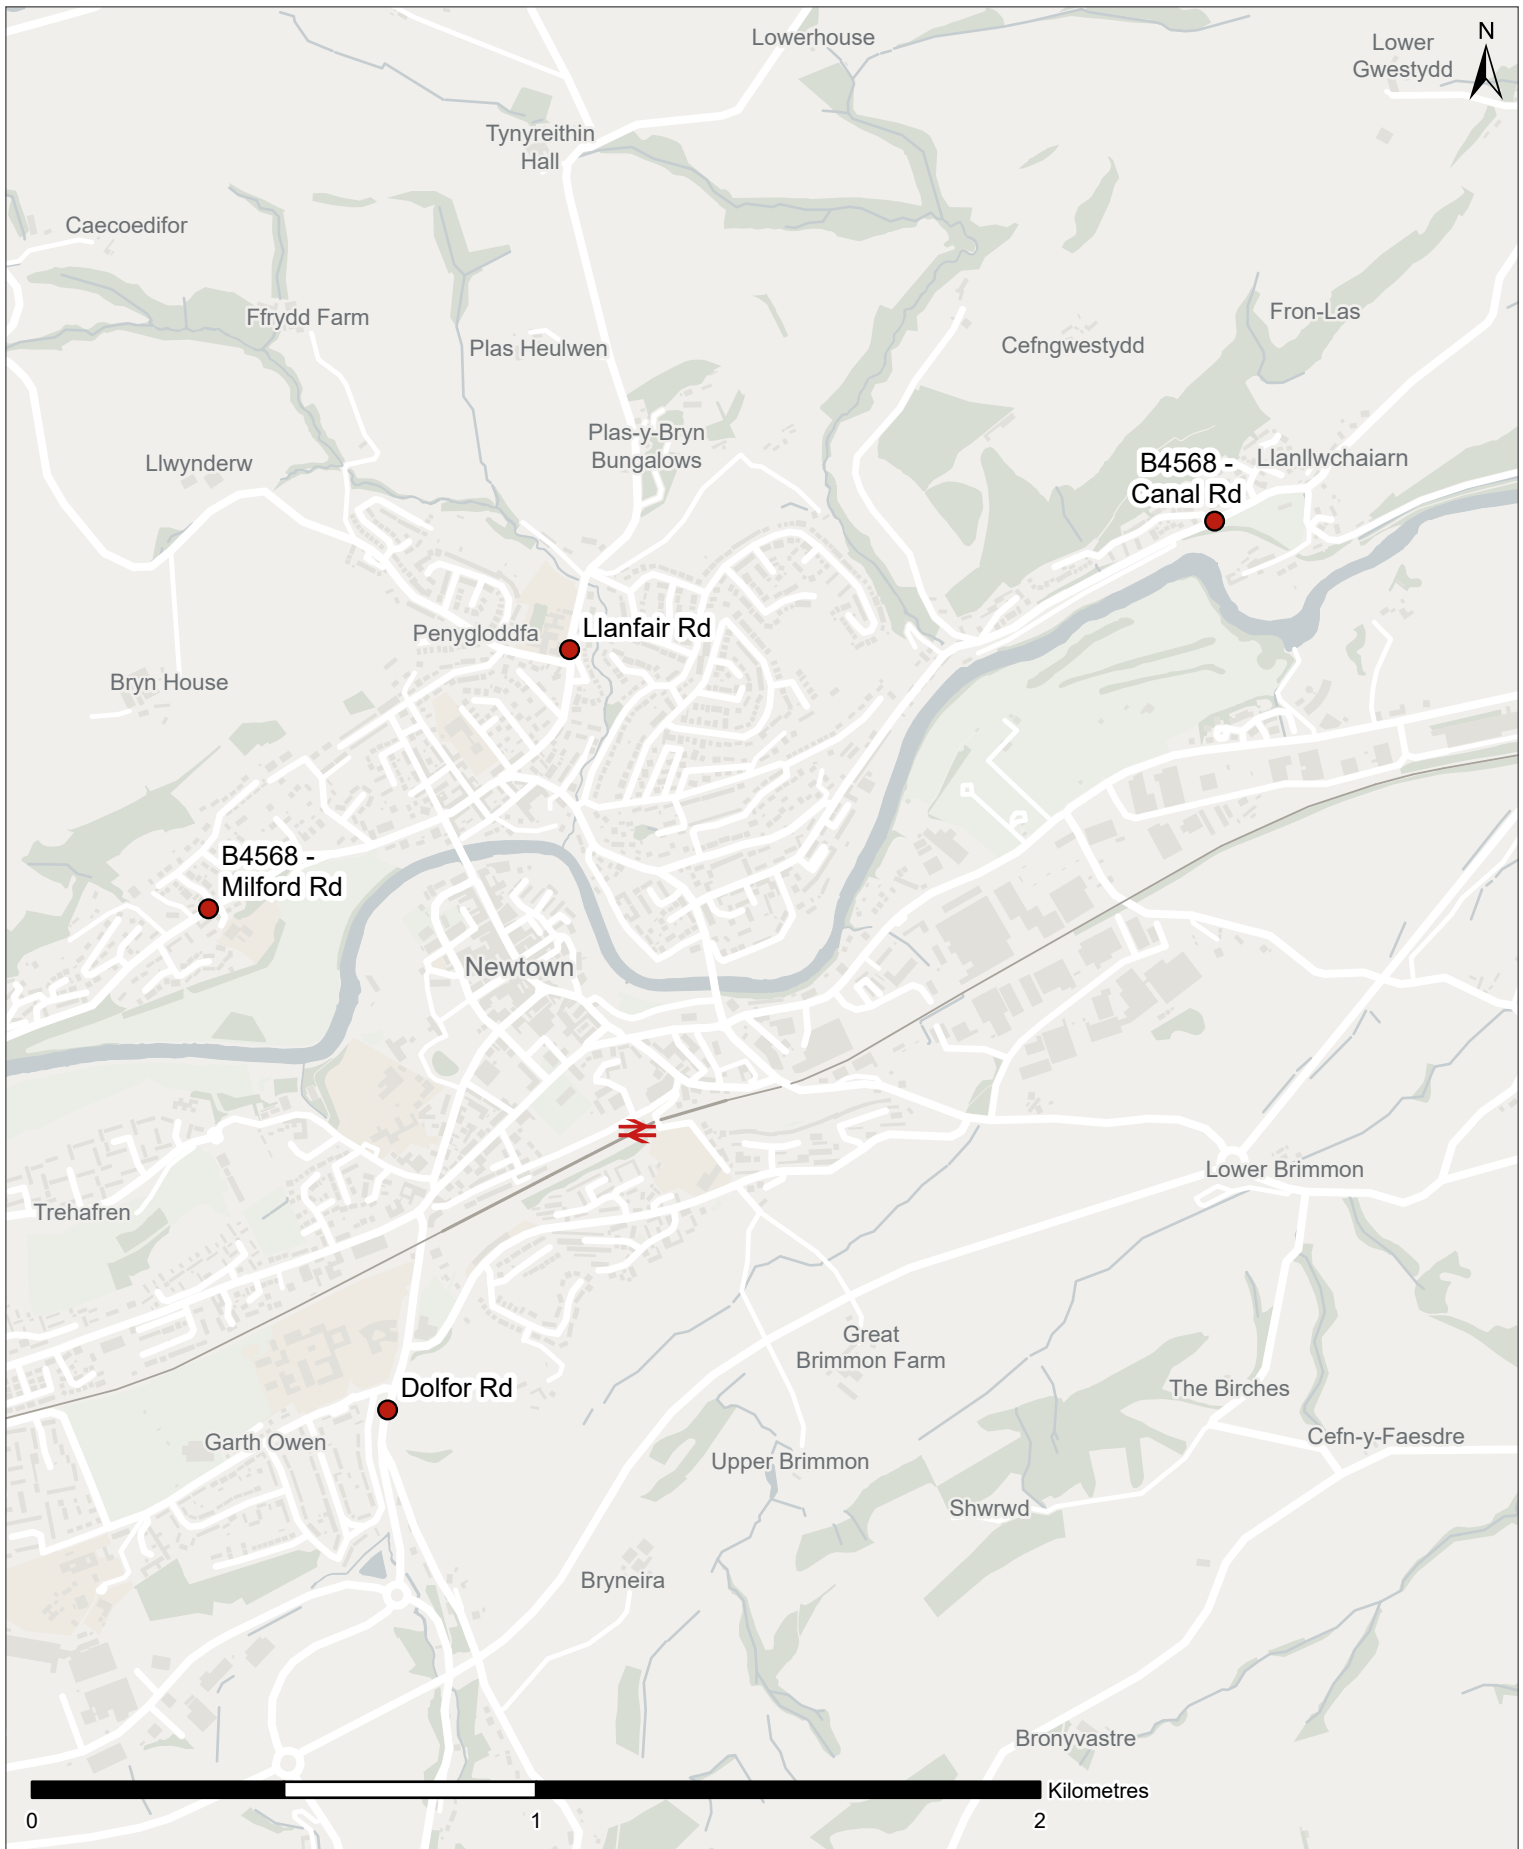 Lowerhouse
Lower
Gwestydd
N
Tynyreithin
Hall
Caecoedifor
Ffrydd Farm
Fron-Las
Plas Heulwen
Cefngwestydd
Plas-y-Bryn
Bungalows
Llwynderw
B4568 -
Canal Rd
Llanllwchaiarn
Llanfair Rd
Penygloddfa
Bryn House
B4568 -
Milford Rd
Newtown
Lower Brimmon
Trehafren
Great
Brimmon Farm
Dolfor Rd
The Birches
Garth Owen
Cefn-y-Faesdre
Upper Brimmon
Shwrwd
Bryneira
Bronyvastre
Kilometres
0
1
2